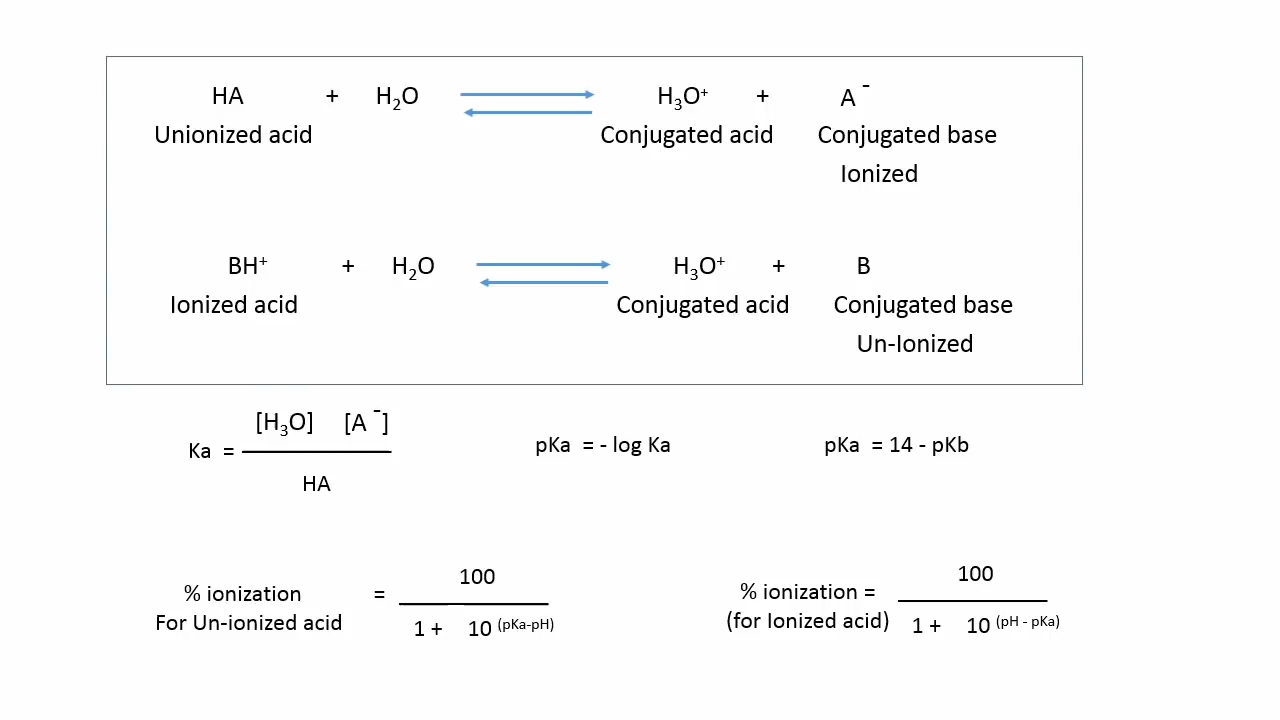 HA + H₂O H₃O⁺ + A⁻
Unionized acid Conjugated acid Conjugated base
Ionized
BH⁺ + H₂O H₃O⁺ + B
Ionized acid Conjugated acid Conjugated base
Un-Ionized
[H₃O] [A⁻]
Ka =
HA
pKa = - log Ka
pKa = 14 - pKb
% ionization =
For Un-ionized acid
100
1 + 10 (pKa-pH)
% ionization =
(for Ionized acid)
100
1 + 10 (pH - pKa)